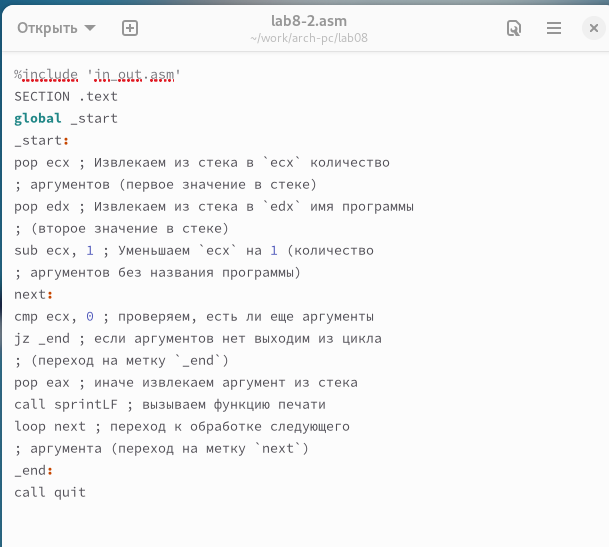 Открыть
lab8-2.asm
~/work/arch-pc/lab08
%include 'in_out.asm'
SECTION .text
global _start
_start:
pop ecx ; Извлекаем из стека в `ecx` количество
; аргументов (первое значение в стеке)
pop edx ; Извлекаем из стека в `edx` имя программы
; (второе значение в стеке)
sub ecx, 1 ; Уменьшаем `ecx` на 1 (количество
; аргументов без названия программы)
next:
cmp ecx, 0 ; проверяем, есть ли еще аргументы
jz _end ; если аргументов нет выходим из цикла
; (переход на метку `_end`)
pop eax ; иначе извлекаем аргумент из стека
call sprintLF ; вызываем функцию печати
loop next ; переход к обработке следующего
; аргумента (переход на метку `next`)
_end:
call quit